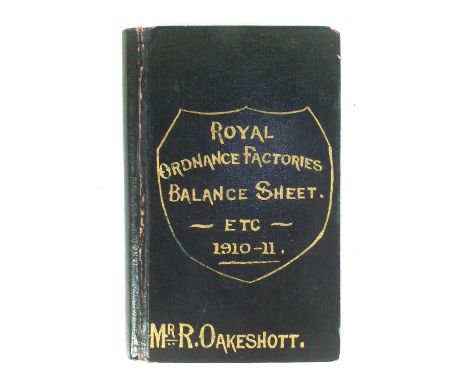 ROYAL
ORDNANCE FACTORIES
BALANCE SHEET.
~ ETC ~
1910-11.
MR R. OAKESHOTT.